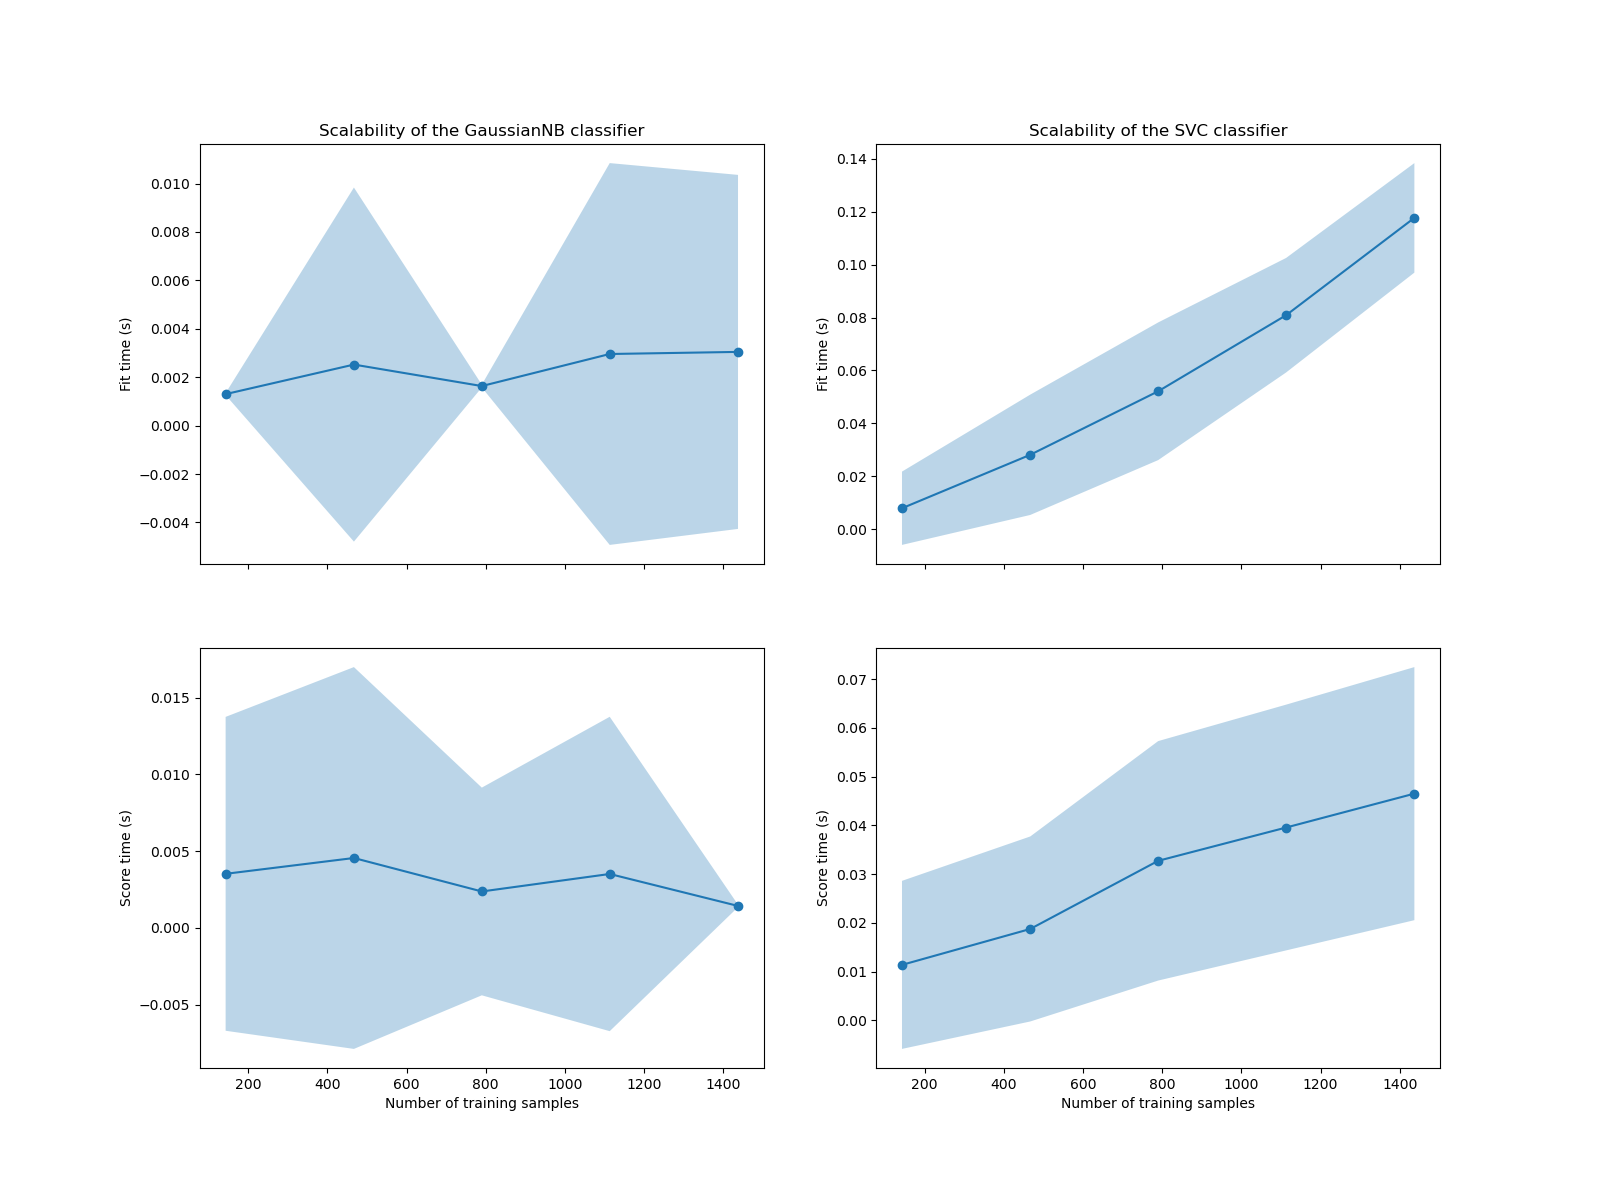 Scalability of the GaussianNB classifier
Fit time (s)
0.010
0.008
0.006
0.004
0.002
0.000
−0.002
−0.004
Scalability of the SVC classifier
Fit time (s)
0.14
0.12
0.10
0.08
0.06
0.04
0.02
0.00
Score time (s)
0.015
0.010
0.005
0.000
−0.005
200 400 600 800 1000 1200 1400
Number of training samples
Score time (s)
0.07
0.06
0.05
0.04
0.03
0.02
0.01
0.00
200 400 600 800 1000 1200 1400
Number of training samples